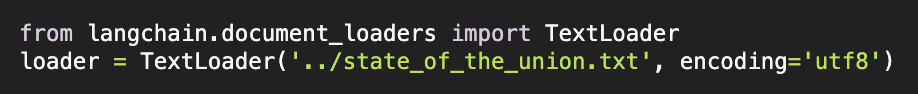 from langchain.document_loaders import TextLoader
loader = TextLoader('../state_of_the_union.txt', encoding='utf8')